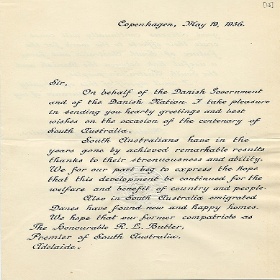 [12]
Copenhagen, May 19, 1936.
Sir,
On behalf of the Danish Government
and of the Danish Nation I take pleasure
in sending you hearty greetings and best
wishes on the occasion of the centenary of
South Australia.
South Australians have in the
years gone by achieved remarkable results
thanks to their strenuousness and ability.
We for our part beg to express the hope
that this development be continued for the
welfare and benefit of country and people.
Also in South Australia emigrated
Danes have found new and happy homes.
We hope that our former compatriots as
The Honourable R. L. Butler,
Premier of South Australia,
Adelaide.